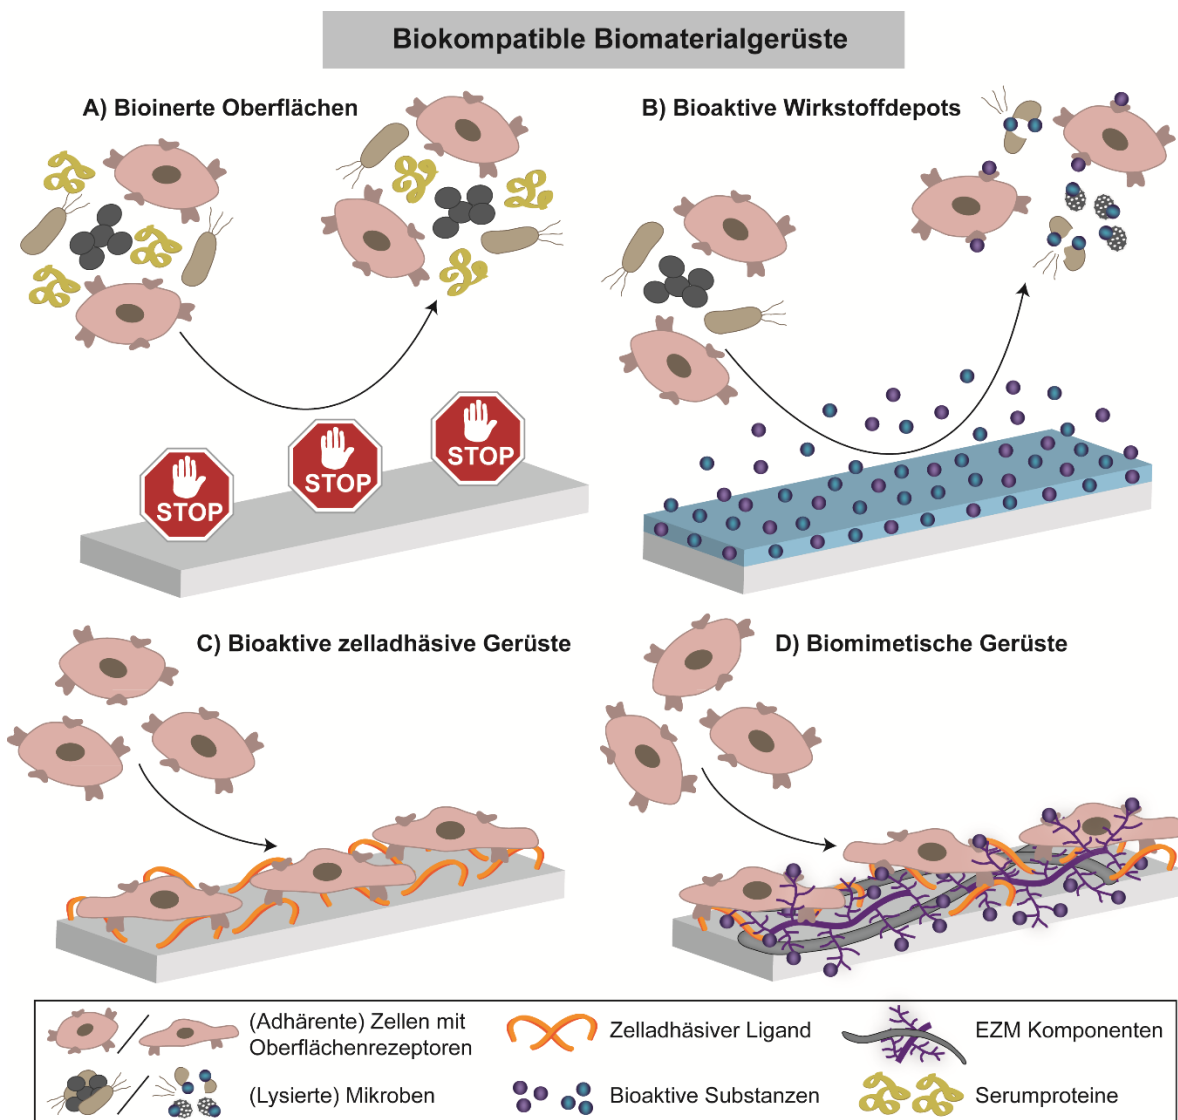 Biokompatible Biomaterialgerüste
A) Bioinerte Oberflächen
B) Bioaktive Wirkstoffdepots
STOP
STOP
STOP
C) Bioaktive zelladhäsive Gerüste
D) Biomimetische Gerüste
(Adhärente) Zellen mit
Oberflächenrezeptoren
Zelladhäsiver Ligand
EZM Komponenten
(Lysierte) Mikroben
Bioaktive Substanzen
Serumproteine